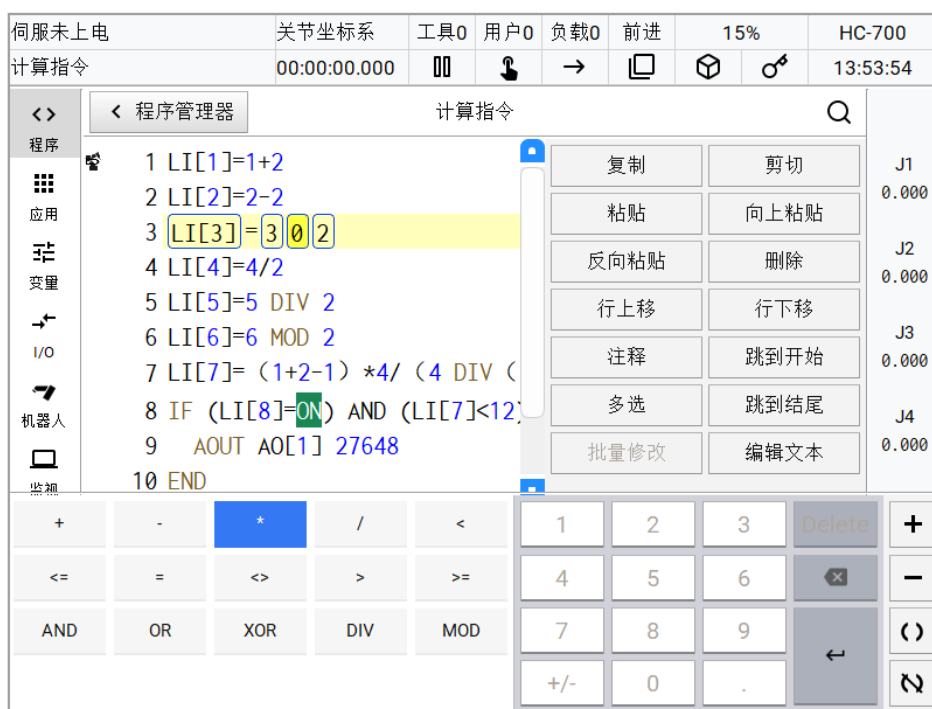 伺服未上电 关节坐标系 工具0 用户0 负载0 前进 15% HC-700
计算指令 00:00:00.000 13:53:54
程序管理器 计算指令
程序
应用
变量
I/O
机器人
监视
1 LI[1]=1+2
2 LI[2]=2-2
3 LI[3]=302
4 LI[4]=4/2
5 LI[5]=5 DIV 2
6 LI[6]=6 MOD 2
7 LI[7]= (1+2-1) *4/ (4 DIV (
8 IF (LI[8]=ON) AND (LI[7]<12)
9 AOUT AO[1] 27648
10 END
复制 剪切
粘贴 向上粘贴
反向粘贴 删除
行上移 行下移
注释 跳到开始
多选 跳到结尾
批量修改 编辑文本
J1
0.000
J2
0.000
J3
0.000
J4
0.000
+ - * / <
<= = <> > >=
AND OR XOR DIV MOD
1 2 3 Delete +
4 5 6 −
7 8 9 ()
+/- 0 .